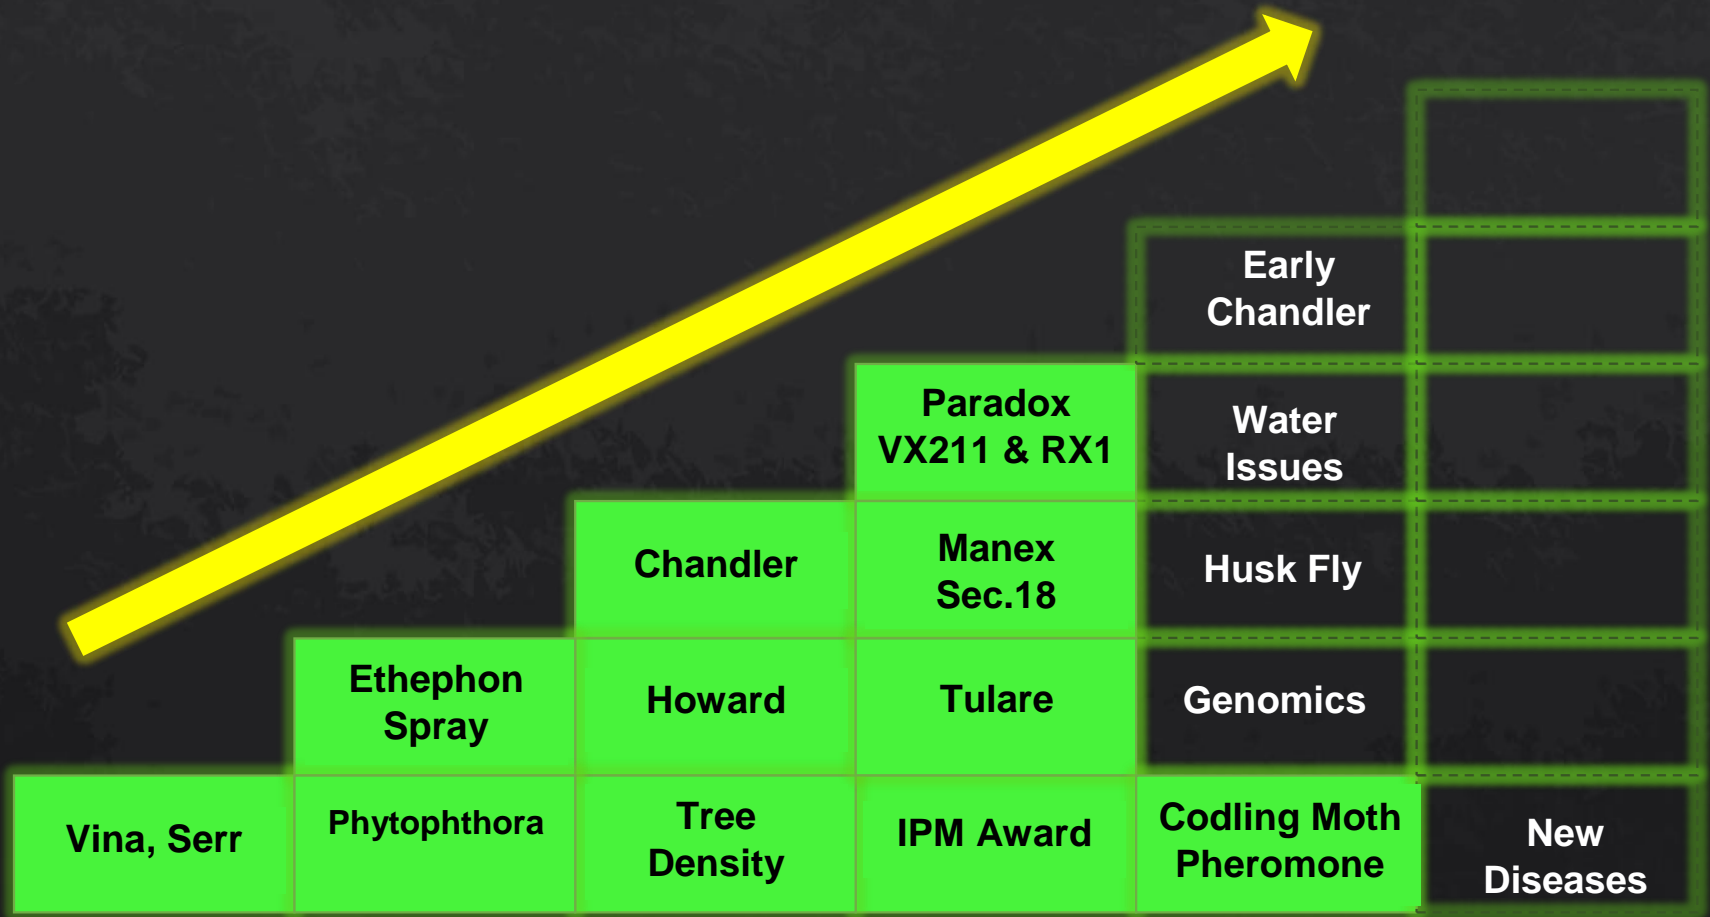 Early
Chandler
Paradox
VX211 & RX1
Water
Issues
Chandler
Manex
Sec.18
Husk Fly
Ethephon
Spray
Howard
Tulare
Genomics
Vina, Serr
Phytophthora
Tree
Density
IPM Award
Codling Moth
Pheromone
New
Diseases